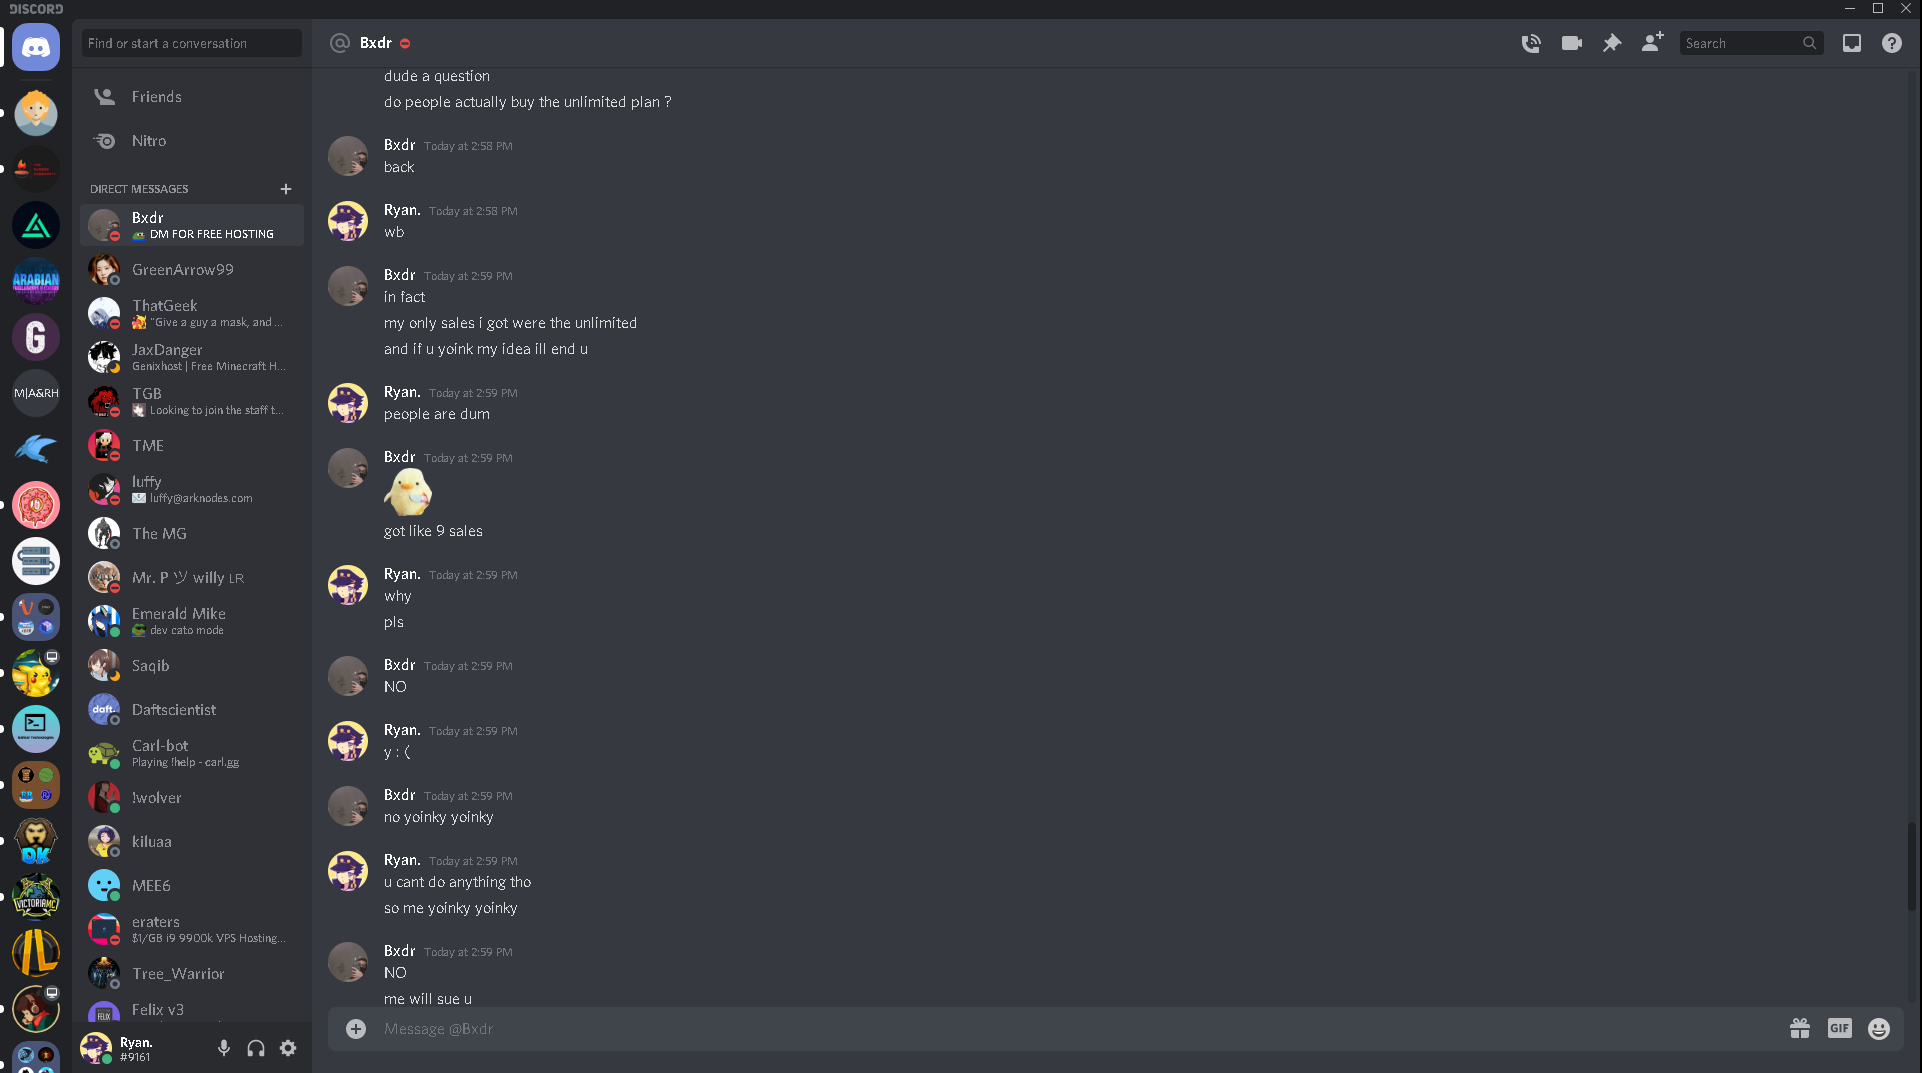 DISCORD
Find or start a conversation
Friends
Nitro
DIRECT MESSAGES
Bxdr
DM FOR FREE HOSTING
GreenArrow99
ThatGeek
"Give a guy a mask, and ...
JaxDanger
Genixhost | Free Minecraft H...
TGB
Looking to join the staff t...
TME
luffy
luffy@arknodes.com
The MG
Mr. P ツ willy LR
Emerald Mike
dev cato mode
Saqib
Daftscientist
Carl-bot
Playing !help - carl.gg
!wolver
kiluaa
MEE6
eraters
$1/GB i9 9900k VPS Hosting...
Tree_Warrior
Felix v3
Ryan.
#9161
ARABIAN
G
M|A&RH
DK
VICTORIAMC
daft.
FELIX
Bxdr
Search
dude a question
do people actually buy the unlimited plan ?
Bxdr Today at 2:58 PM
back
Ryan. Today at 2:58 PM
wb
Bxdr Today at 2:59 PM
in fact
my only sales i got were the unlimited
and if u yoink my idea ill end u
Ryan. Today at 2:59 PM
people are dum
Bxdr Today at 2:59 PM
got like 9 sales
Ryan. Today at 2:59 PM
why
pls
Bxdr Today at 2:59 PM
NO
Ryan. Today at 2:59 PM
y : (
Bxdr Today at 2:59 PM
no yoinky yoinky
Ryan. Today at 2:59 PM
u cant do anything tho
so me yoinky yoinky
Bxdr Today at 2:59 PM
NO
me will sue u
Message @Bxdr
GIF